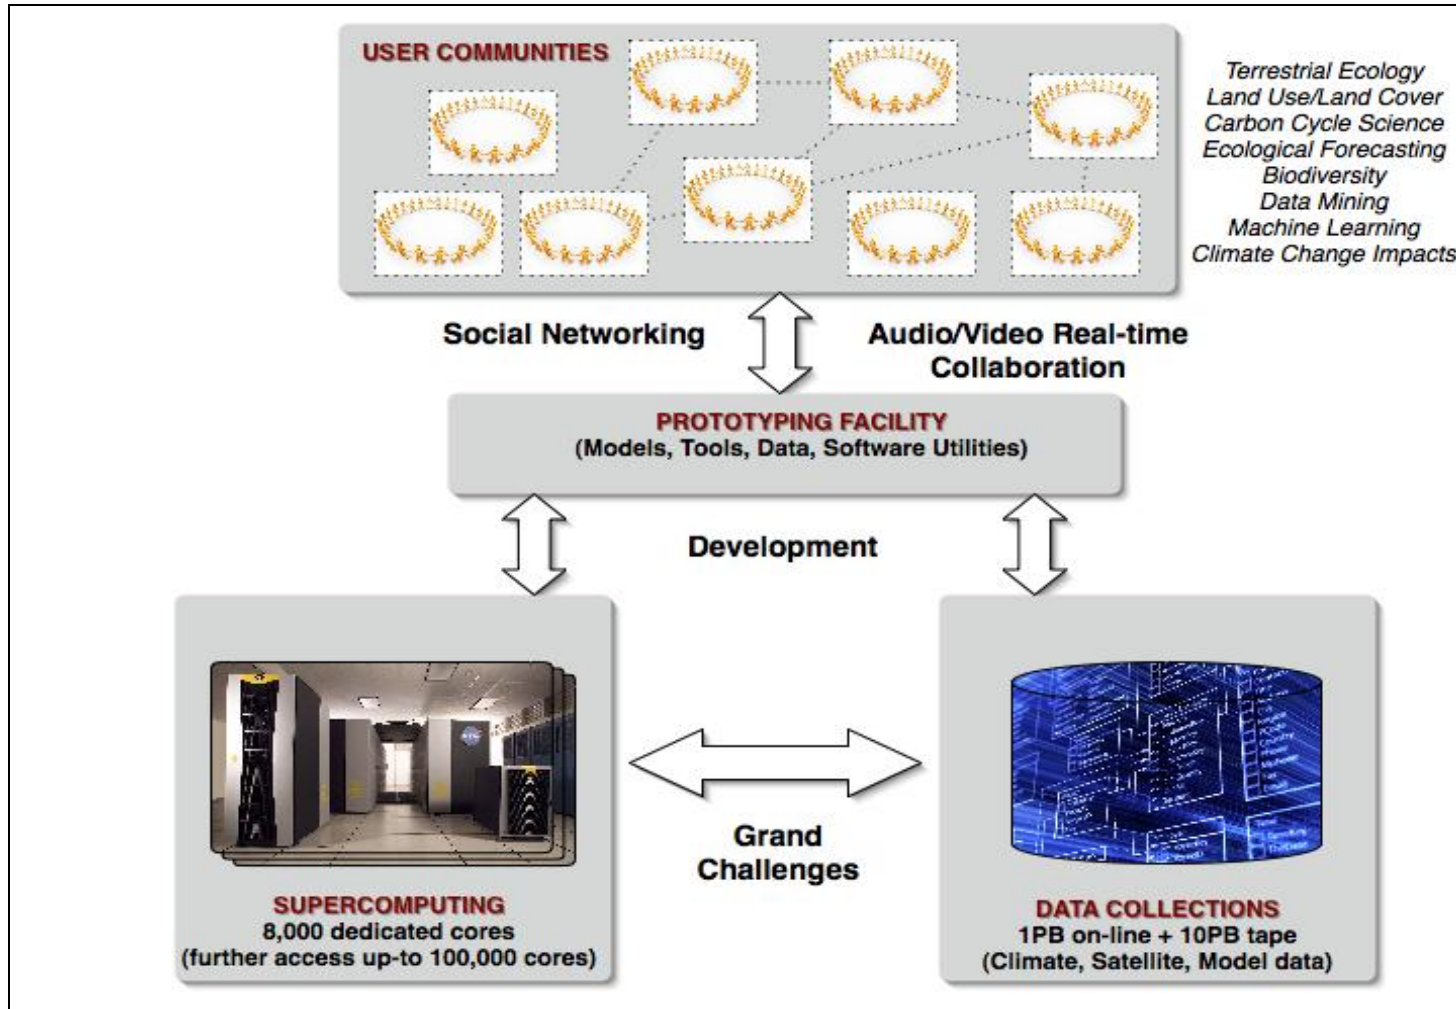 USER COMMUNITIES
Terrestrial Ecology
Land Use/Land Cover
Carbon Cycle Science
Ecological Forecasting
Biodiversity
Data Mining
Machine Learning
Climate Change Impacts
Social Networking
Audio/Video Real-time
Collaboration
PROTOTYPING FACILITY
(Models, Tools, Data, Software Utilities)
Development
Grand
Challenges
SUPERCOMPUTING
8,000 dedicated cores
(further access up-to 100,000 cores)
DATA COLLECTIONS
1PB on-line + 10PB tape
(Climate, Satellite, Model data)